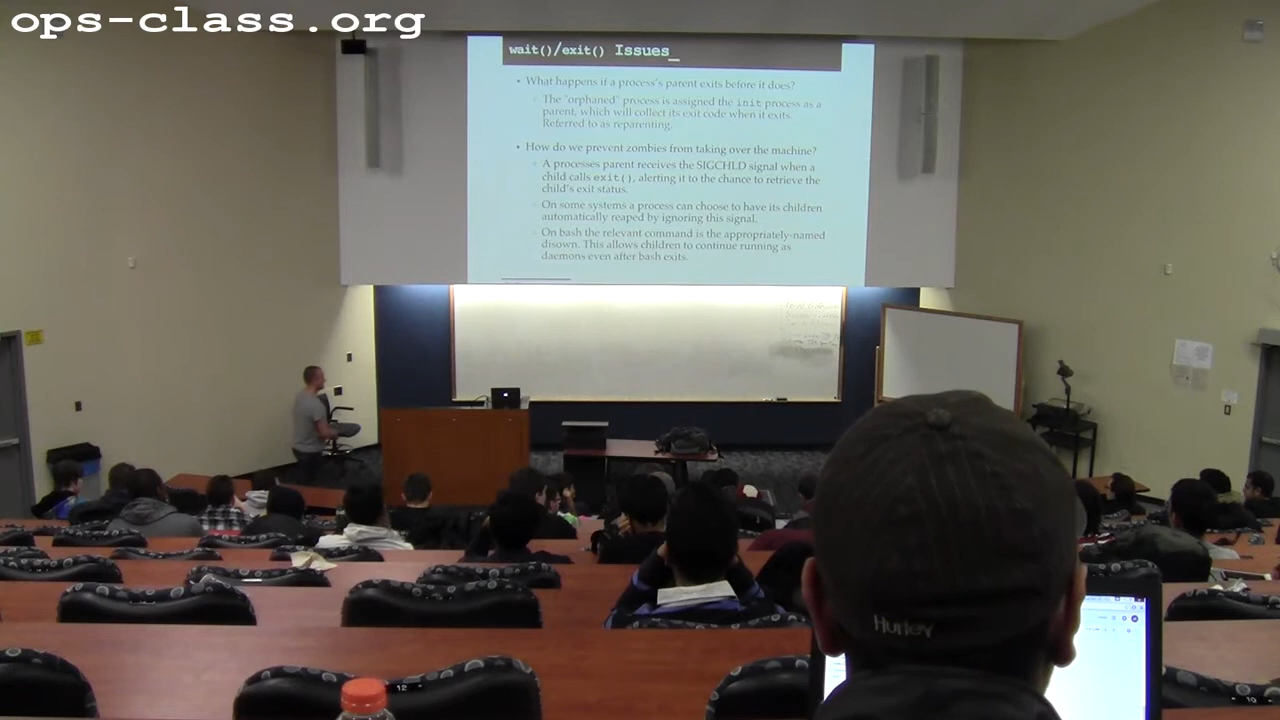 ops-class.org
wait()/exit() Issues_
• What happens if a process's parent exits before it does?
The "orphaned" process is assigned the init process as a
parent, which will collect its exit code when it exits.
Referred to as reparenting.
• How do we prevent zombies from taking over the machine?
A processes parent receives the SIGCHLD signal when a
child calls exit(), alerting it to the chance to retrieve the
child's exit status.
On some systems a process can choose to have its children
automatically reaped by ignoring this signal.
On bash the relevant command is the appropriately-named
disown. This allows children to continue running as
daemons even after bash exits.
Hurley
12